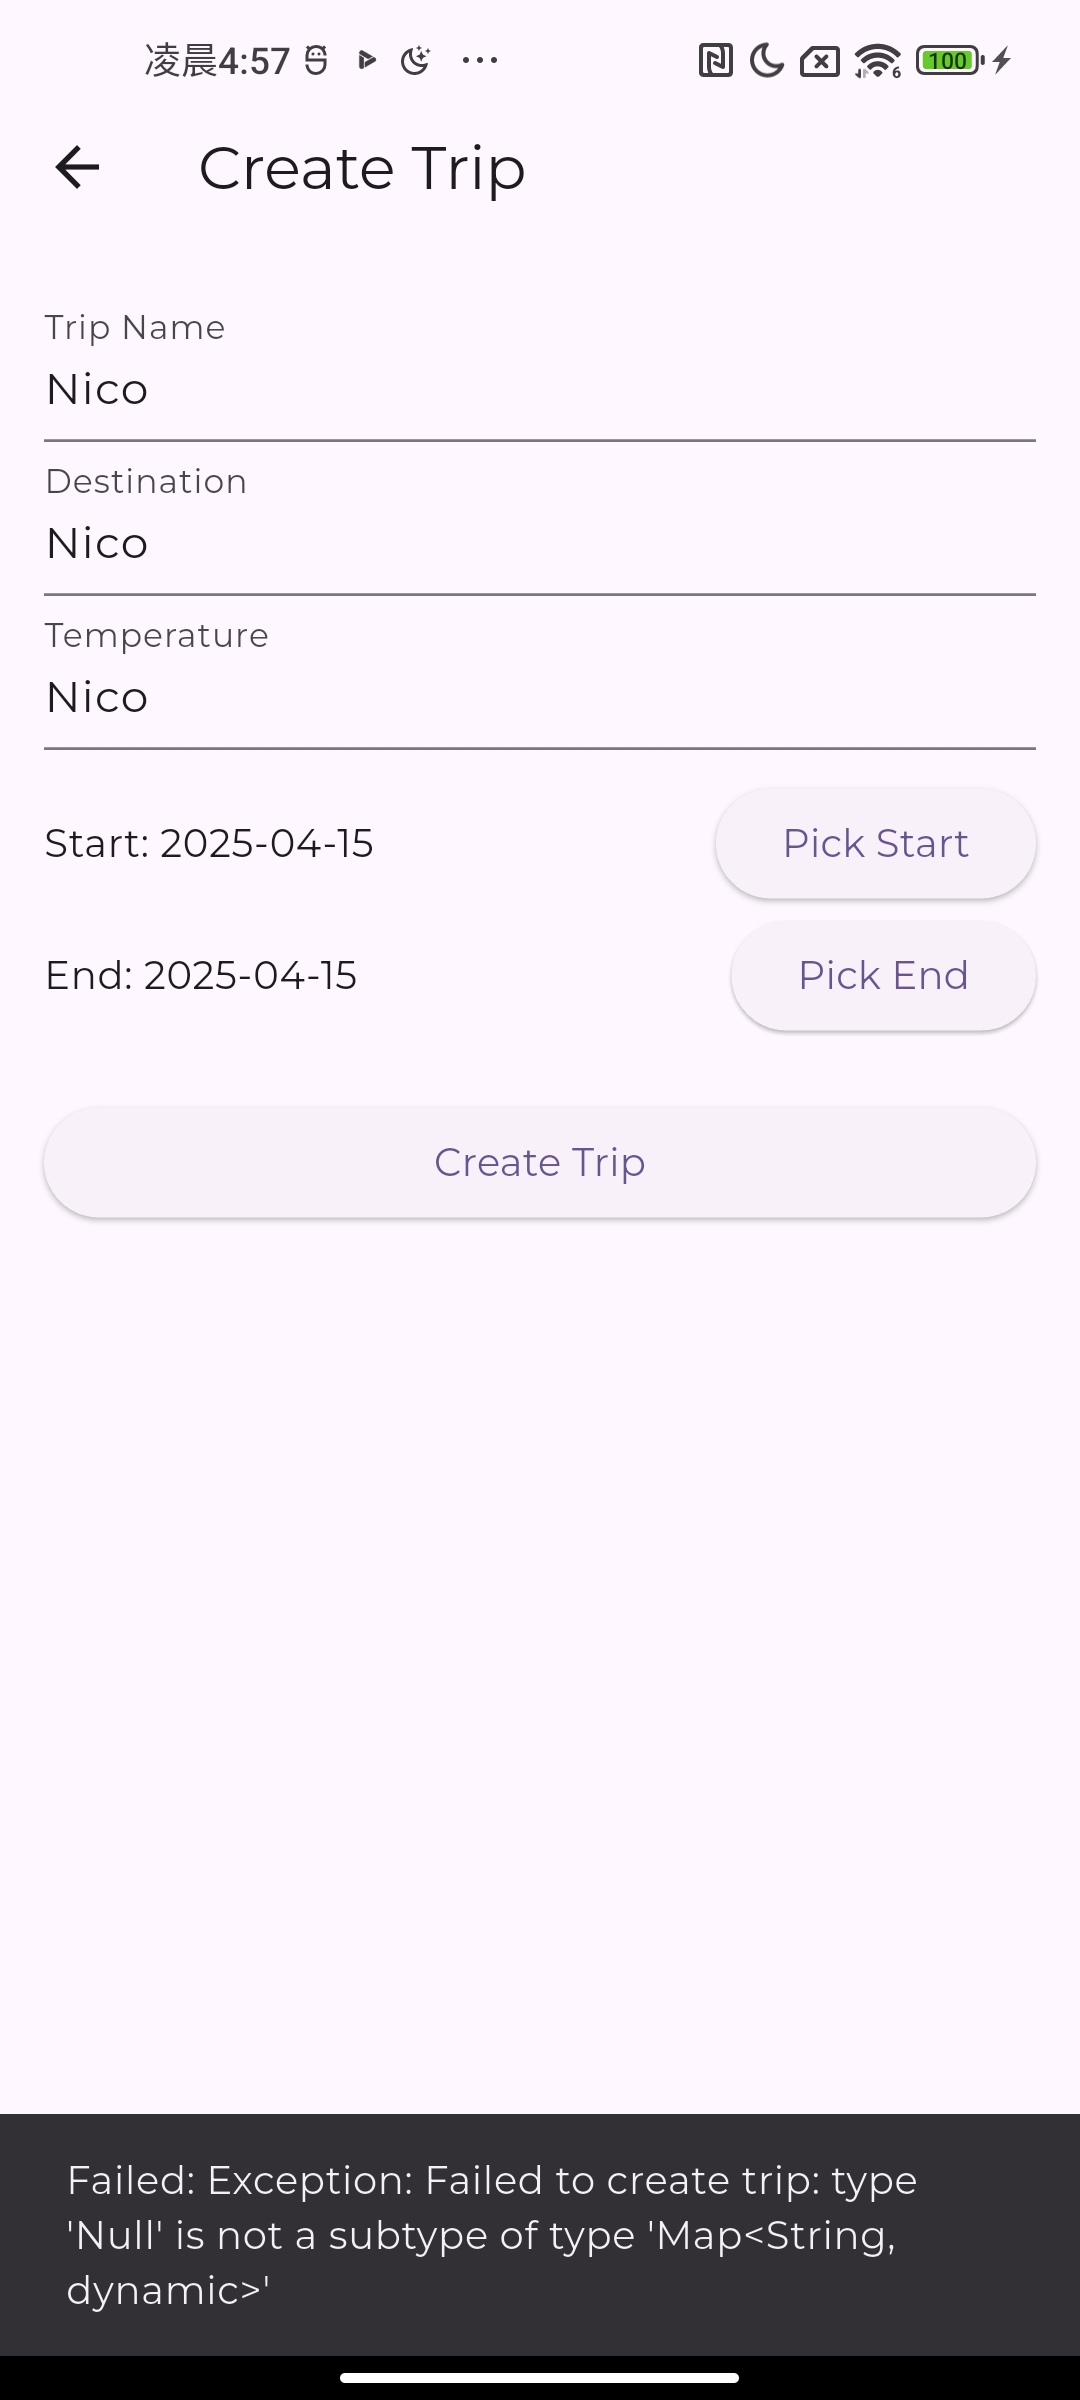 凌晨4:57
6
100
Create Trip
Trip Name
Nico
Destination
Nico
Temperature
Nico
Start: 2025-04-15
Pick Start
End: 2025-04-15
Pick End
Create Trip
Failed: Exception: Failed to create trip: type
'Null' is not a subtype of type 'Map<String,
dynamic>'